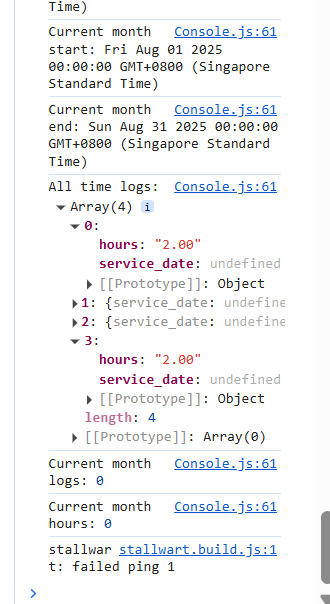 Time)
Current month Console.js:61
start: Fri Aug 01 2025
00:00:00 GMT+0800 (Singapore
Standard Time)
Current month Console.js:61
end: Sun Aug 31 2025 00:00:00
GMT+0800 (Singapore Standard
Time)
All time logs: Console.js:61
Array(4) i
0:
hours: "2.00"
service_date: undefined
[[Prototype]]: Object
1: {service_date: undefine
2: {service_date: undefine
3:
hours: "2.00"
service_date: undefined
[[Prototype]]: Object
length: 4
[[Prototype]]: Array(0)
Current month Console.js:61
logs: 0
Current month Console.js:61
hours: 0
stallwar stallwart.build.js:1
t: failed ping 1